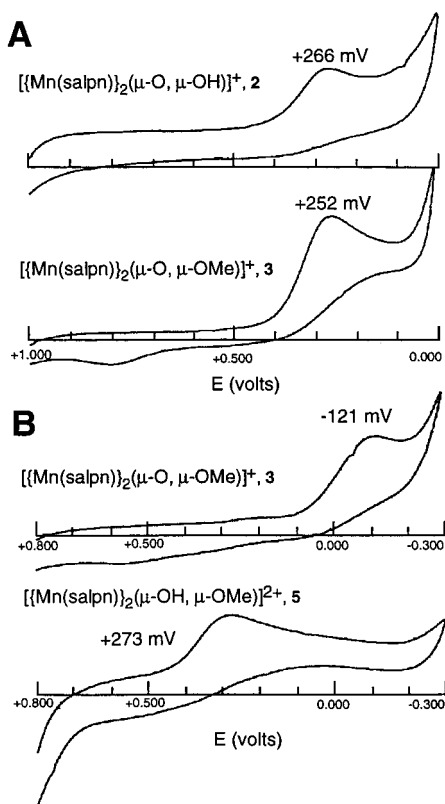 A
+266 mV
[{Mn(salpn)}₂(μ-O, μ-OH)]⁺, 2
+252 mV
[{Mn(salpn)}₂(μ-O, μ-OMe)]⁺, 3
+1.000 +0.500 0.000
E (volts)
B
-121 mV
[{Mn(salpn)}₂(μ-O, μ-OMe)]⁺, 3
+0.800 +0.500 0.000 -0.300
[{Mn(salpn)}₂(μ-OH, μ-OMe)]²⁺, 5
+273 mV
+0.800 +0.500 0.000 -0.300
E (volts)